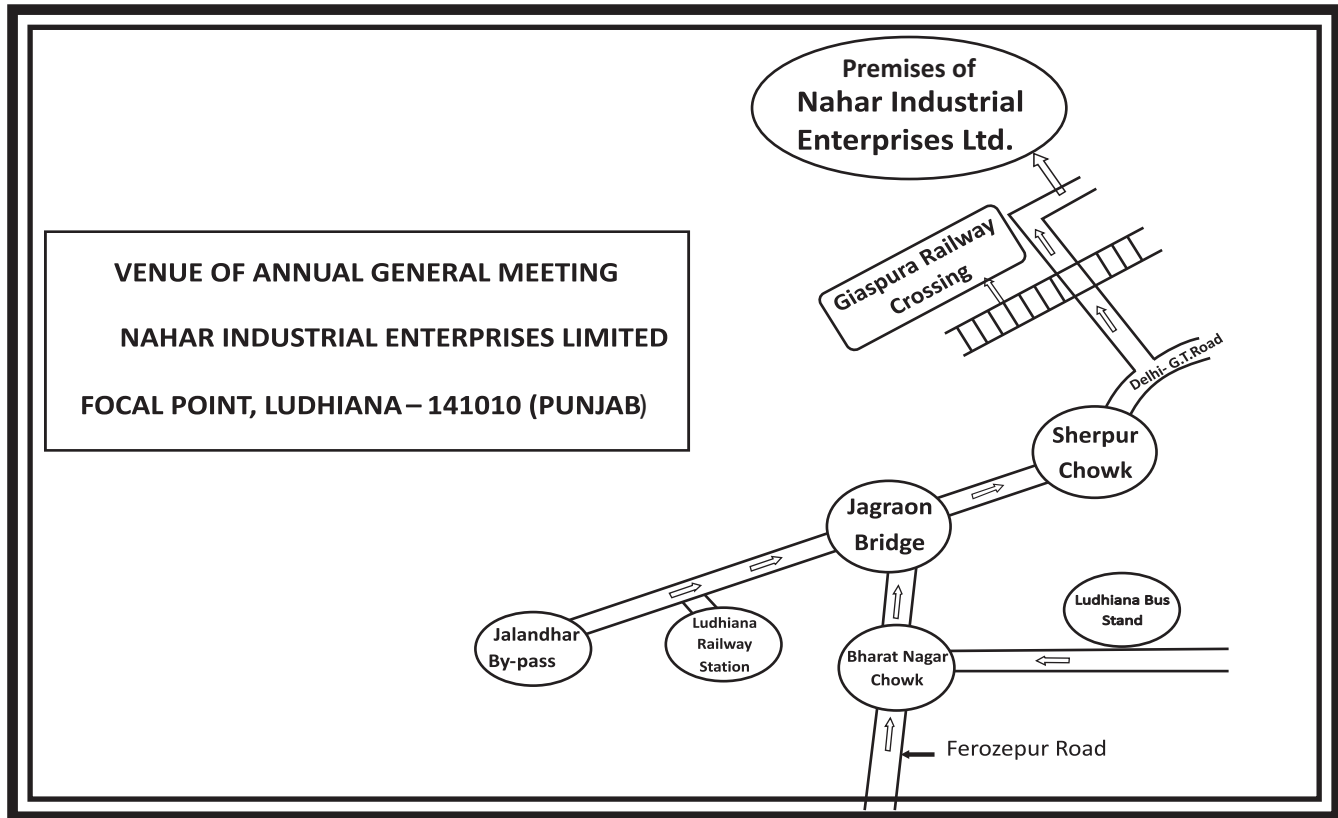 Premises of
Nahar Industrial
Enterprises Ltd.
VENUE OF ANNUAL GENERAL MEETING
NAHAR INDUSTRIAL ENTERPRISES LIMITED
FOCAL POINT, LUDHIANA – 141010 (PUNJAB)
Giaspura Railway
Crossing
Delhi- G.T.Road
Sherpur
Chowk
Jagraon
Bridge
Ludhiana Bus
Stand
Jalandhar
By-pass
Ludhiana
Railway
Station
Bharat Nagar
Chowk
Ferozepur Road